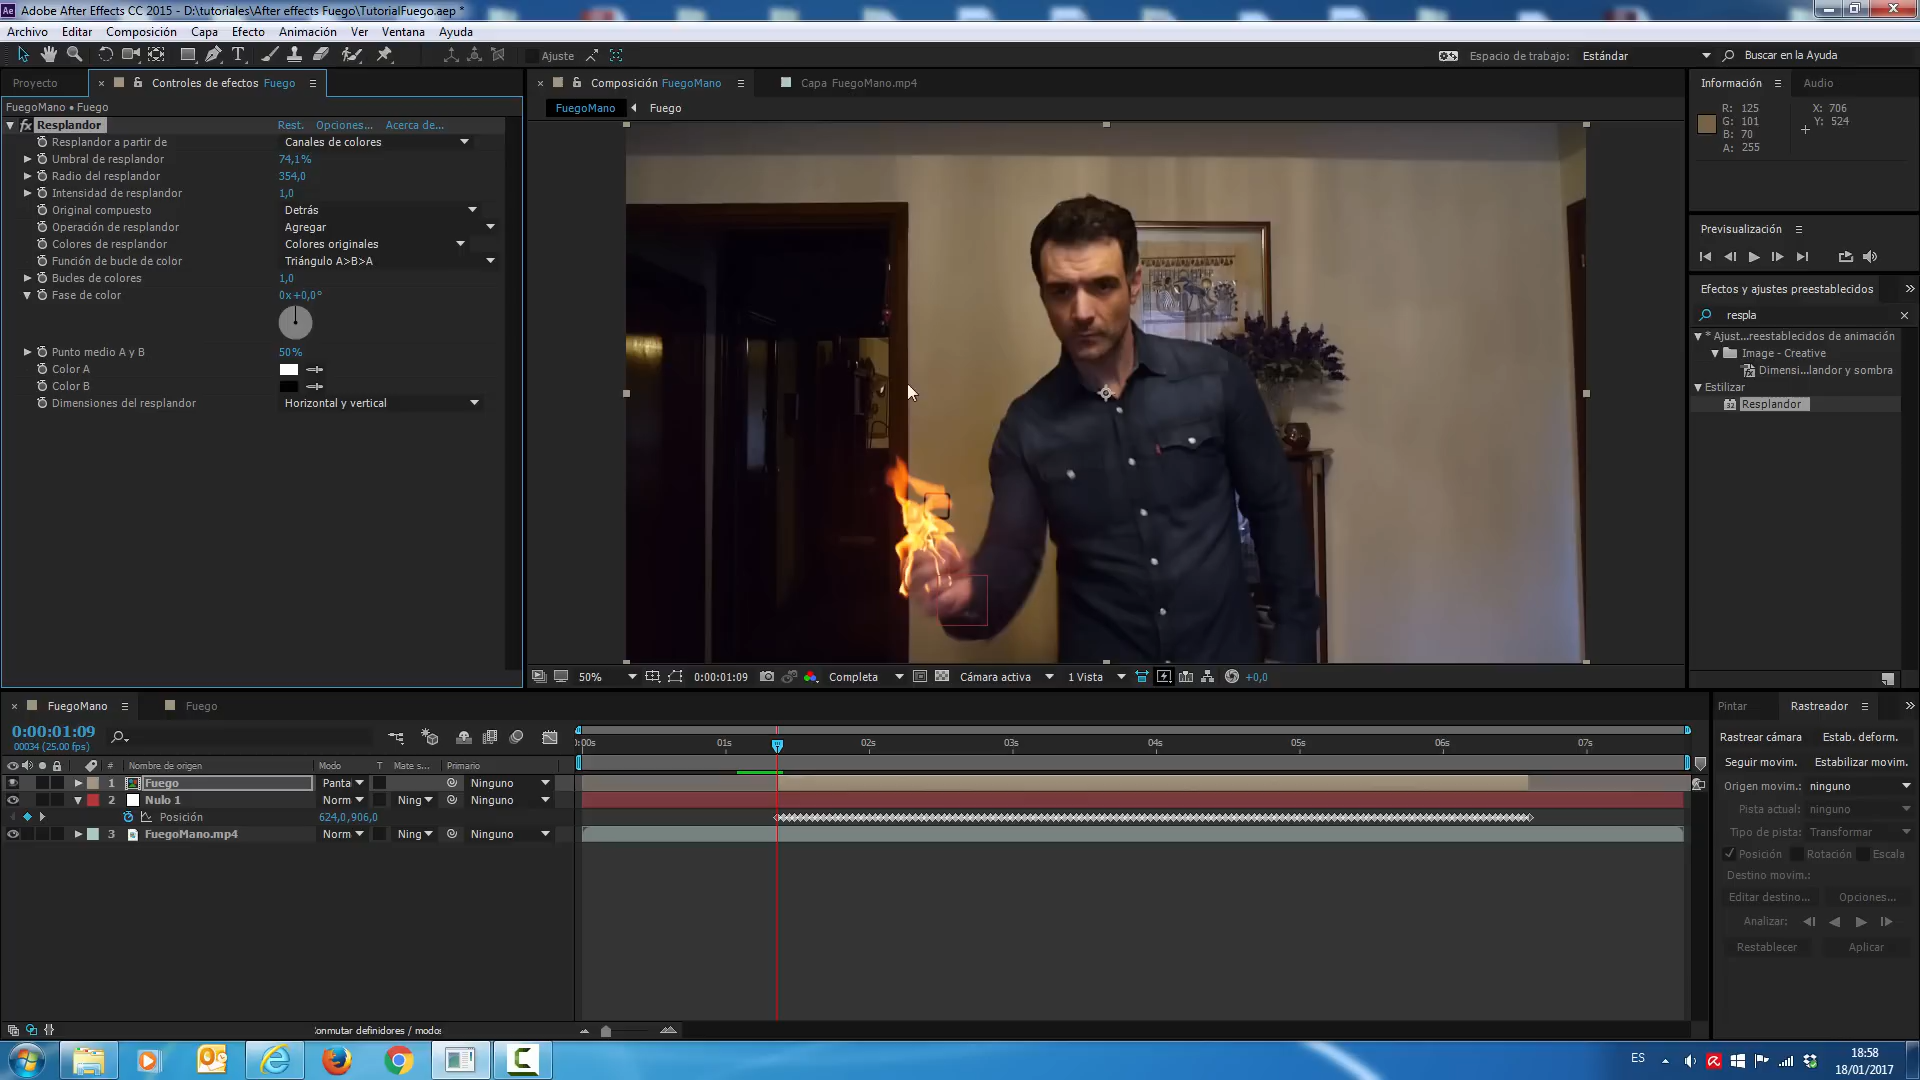 Adobe After Effects CC 2015 - D:\tutoriales\After effects Fuego\TutorialFuego.aep *
Archivo Editar Composición Capa Efecto Animación Ver Ventana Ayuda
Ajuste
Espacio de trabajo: Estándar
Buscar en la Ayuda
Proyecto
Controles de efectos Fuego
FuegoMano • Fuego
Resplandor Rest. Opciones... Acerca de...
Resplandor a partir de Canales de colores
Umbral de resplandor 74,1%
Radio del resplandor 354,0
Intensidad de resplandor 1,0
Original compuesto Detrás
Operación de resplandor Agregar
Colores de resplandor Colores originales
Función de bucle de color Triángulo A>B>A
Bucles de colores 1,0
Fase de color 0x+0,0°
Punto medio A y B 50%
Color A
Color B
Dimensiones del resplandor Horizontal y vertical
Composición FuegoMano
Capa FuegoMano.mp4
FuegoMano Fuego
50% 0:00:01:09 Completa Cámara activa 1 Vista +0,0
Información Audio
R: 125 X: 706
G: 101 Y: 524
B: 70
A: 255
Previsualización
Efectos y ajustes preestablecidos
respla
* Ajust...reestablecidos de animación
Image - Creative
Dimensi...landor y sombra
Estilizar
Resplandor
FuegoMano Fuego
0:00:01:09
00034 (25.00 fps)
# Nombre de origen Modo T Mate s... Primario
1 Fuego Panta Ninguno
2 Nulo 1 Norm Ning Ninguno
Posición 624,0,906,0
3 FuegoMano.mp4 Norm Ning Ninguno
:00s 01s 02s 03s 04s 05s 06s 07s
Conmutar definidores / modos
Pintar Rastreador
Rastrear cámara Estab. deform.
Seguir movim. Estabilizar movim.
Origen movim.: ninguno
Pista actual: ninguno
Tipo de pista: Transformar
Posición Rotación Escala
Destino movim.:
Editar destino... Opciones...
Analizar:
Restablecer Aplicar
ES
18:58
18/01/2017